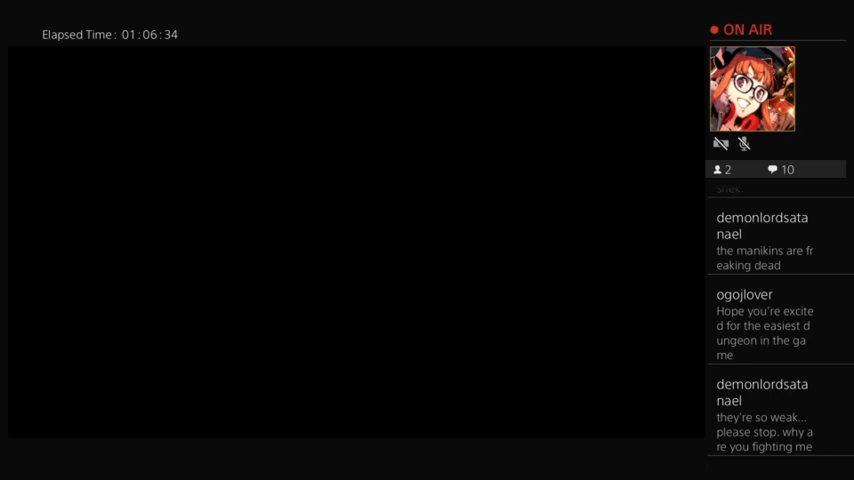 Elapsed Time: 01:06:34
ON AIR
2 10
demonlordsata
nael
the manikins are fr
eaking dead
ogojlover
Hope you're excite
d for the easiest d
ungeon in the ga
me
demonlordsata
nael
they're so weak...
please stop. why a
re you fighting me